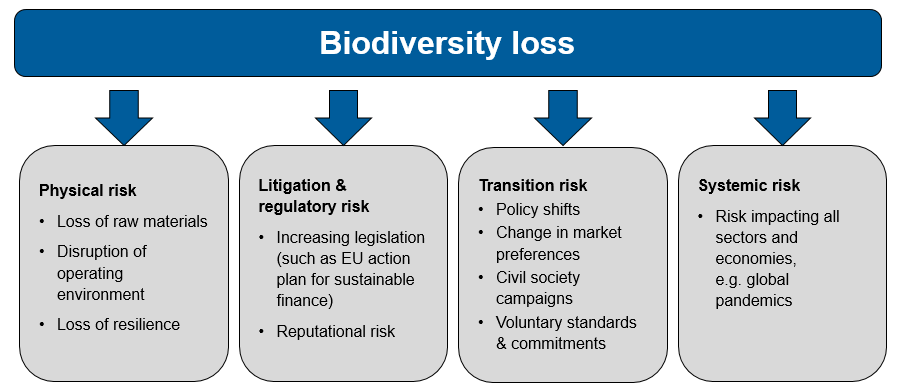 Biodiversity loss
Physical risk
• Loss of raw materials
• Disruption of
operating
environment
• Loss of resilience
Litigation &
regulatory risk
• Increasing legislation
(such as EU action
plan for sustainable
finance)
• Reputational risk
Transition risk
• Policy shifts
• Change in market
preferences
• Civil society
campaigns
• Voluntary standards
& commitments
Systemic risk
• Risk impacting all
sectors and
economies,
e.g. global
pandemics